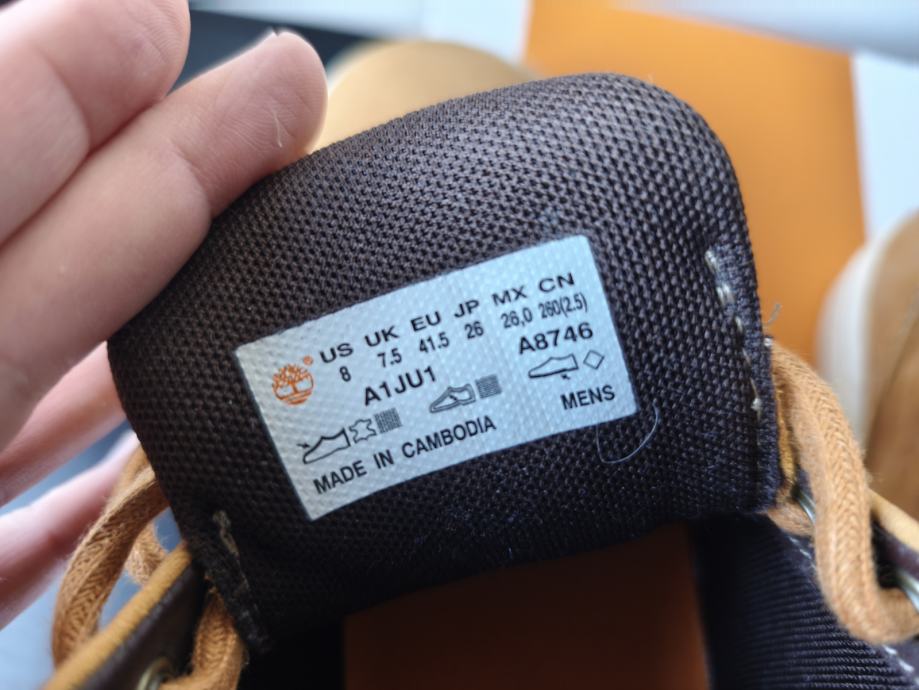 US UK EU JP MX CN
8 7.5 41.5 26 26,0 260(2.5)
A1JU1 A8746
MADE IN CAMBODIA MENS